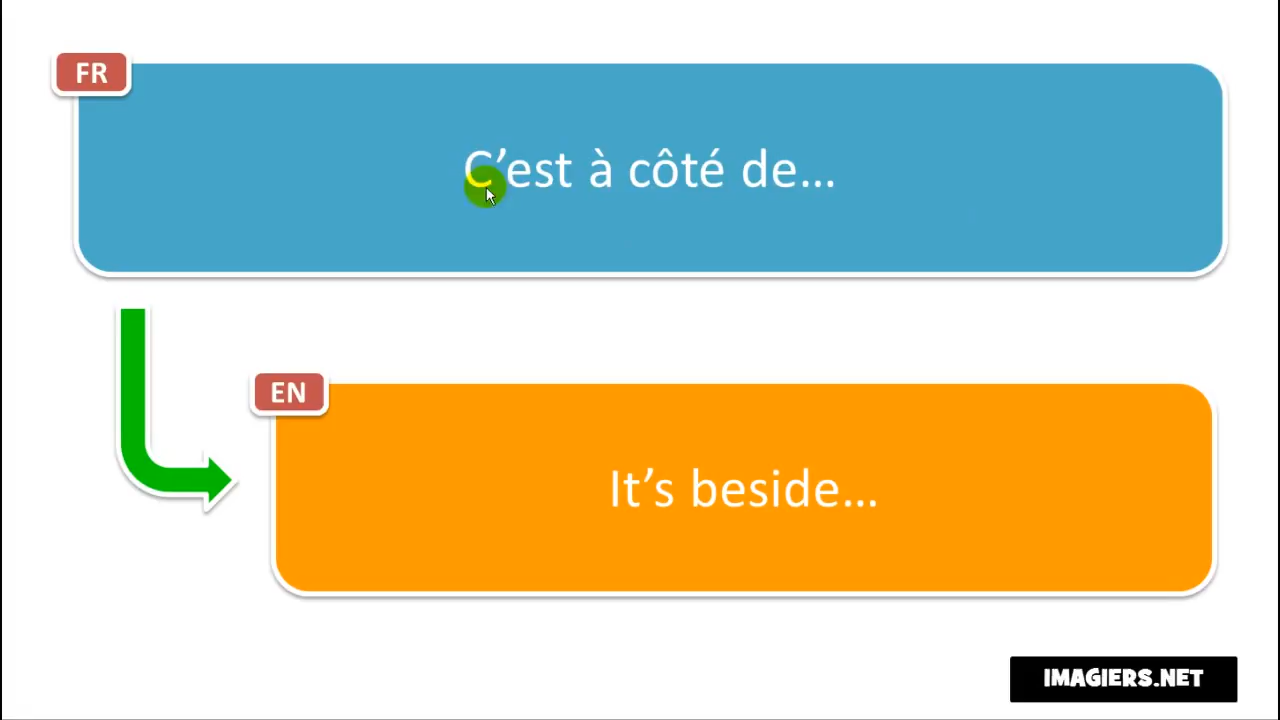 FR
C’est à côté de...
EN
It’s beside...
IMAGIERS.NET